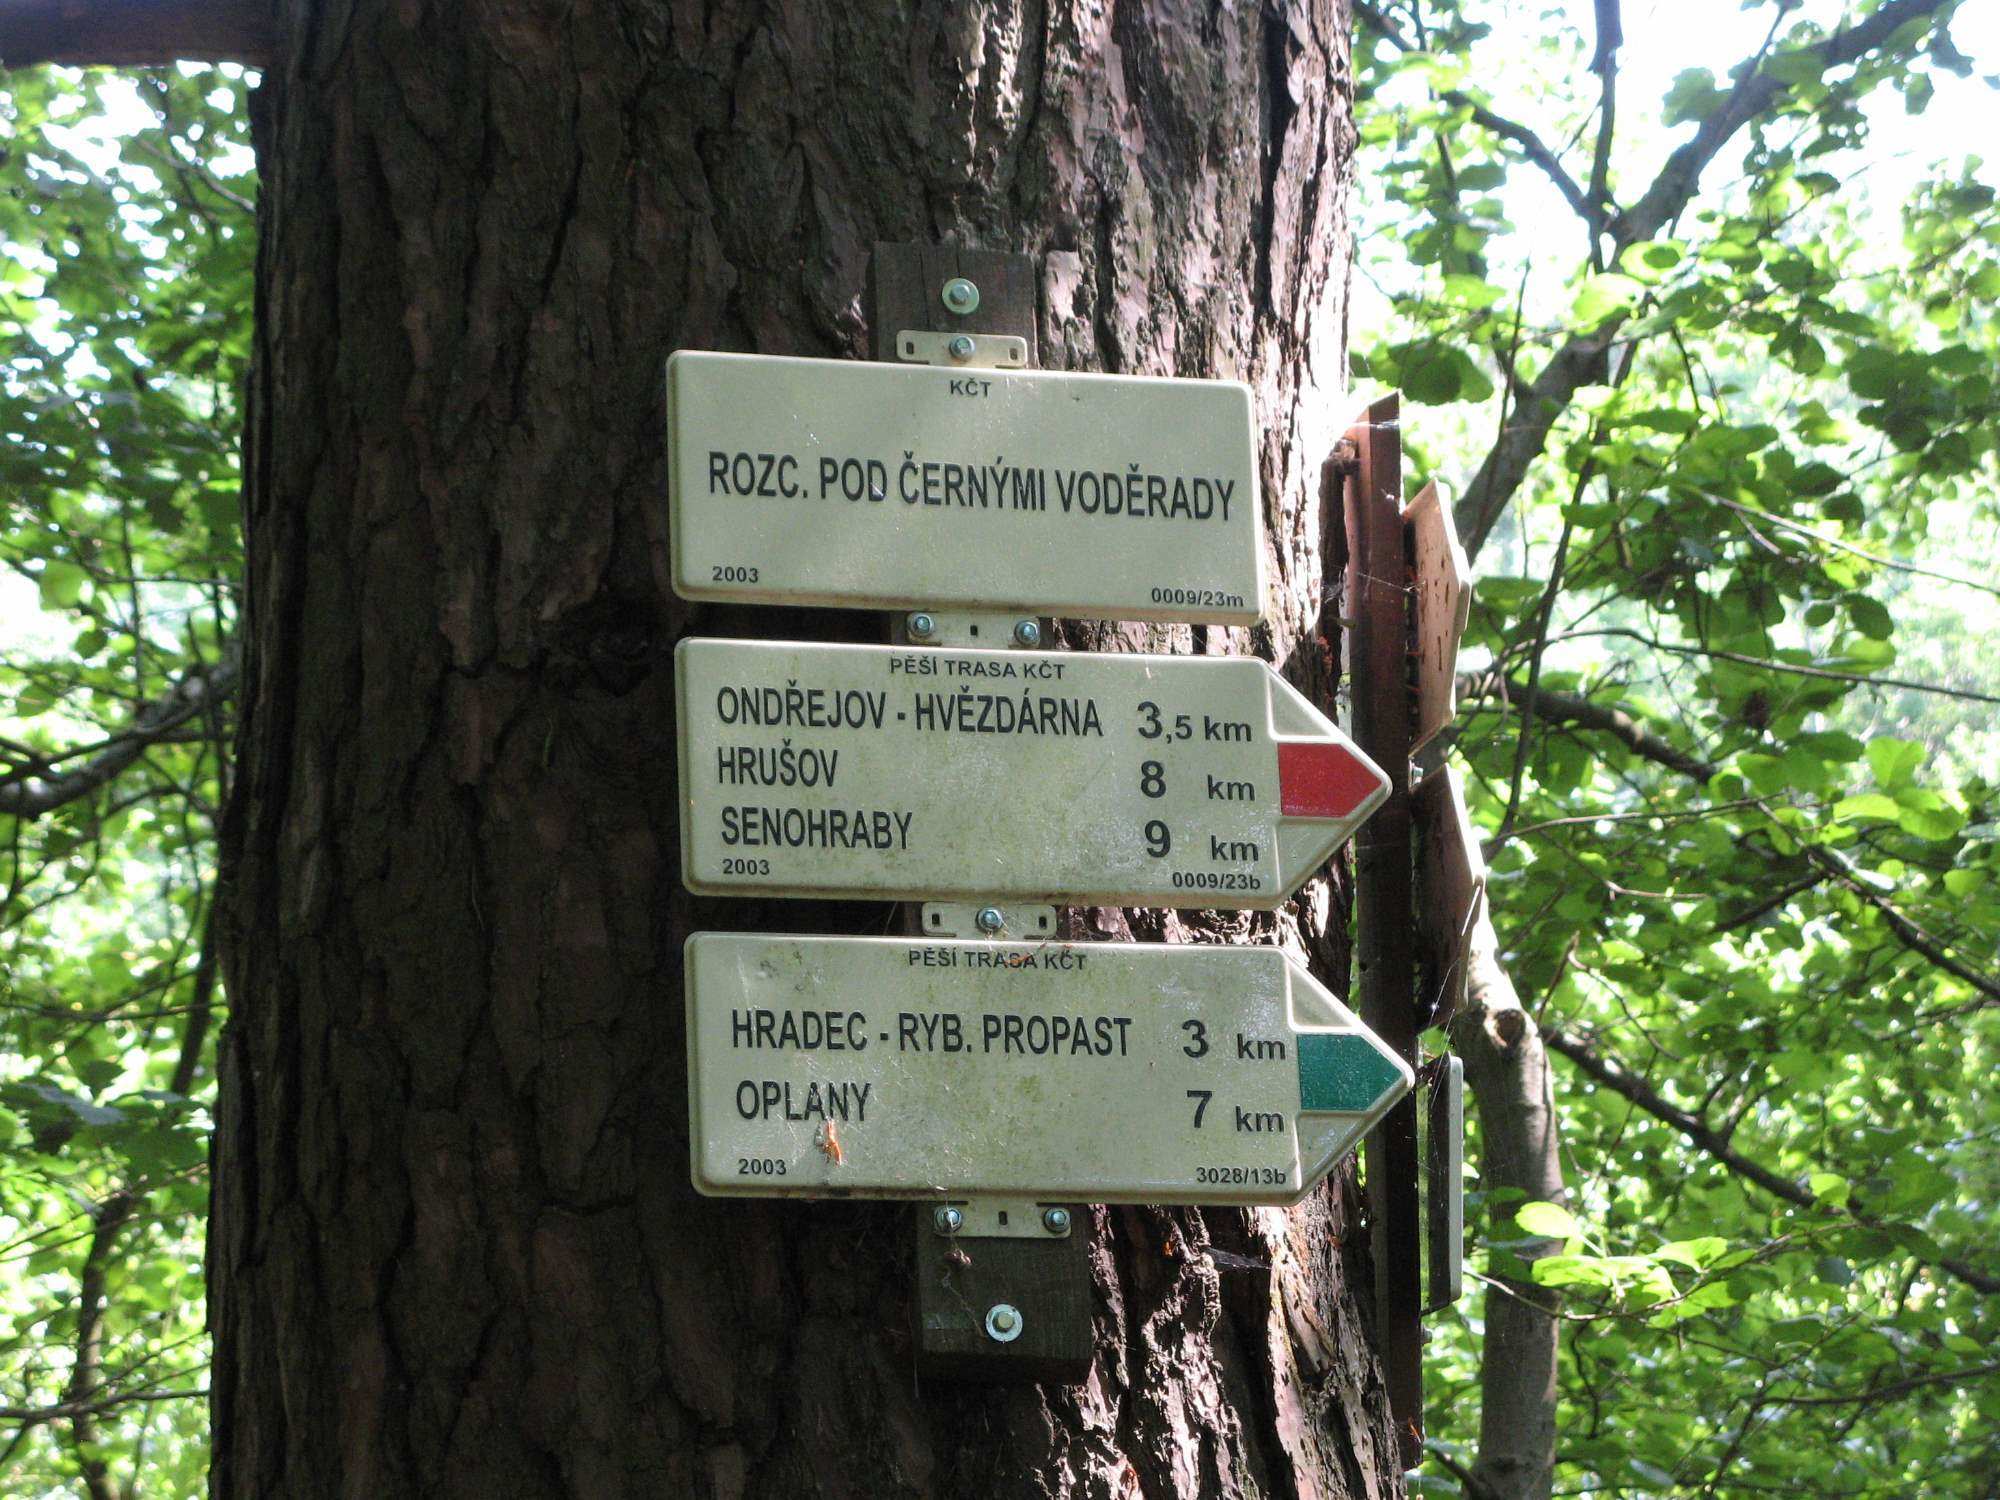 KČT
ROZC. POD ČERNÝMI VODĚRADY
2003 0009/23m
PĚŠÍ TRASA KČT
ONDŘEJOV - HVĚZDÁRNA 3,5 km
HRUŠOV 8 km
SENOHRABY 9 km
2003 0009/23b
PĚŠÍ TRASA KČT
HRADEC - RYB. PROPAST 3 km
OPLANY 7 km
2003 3028/13b